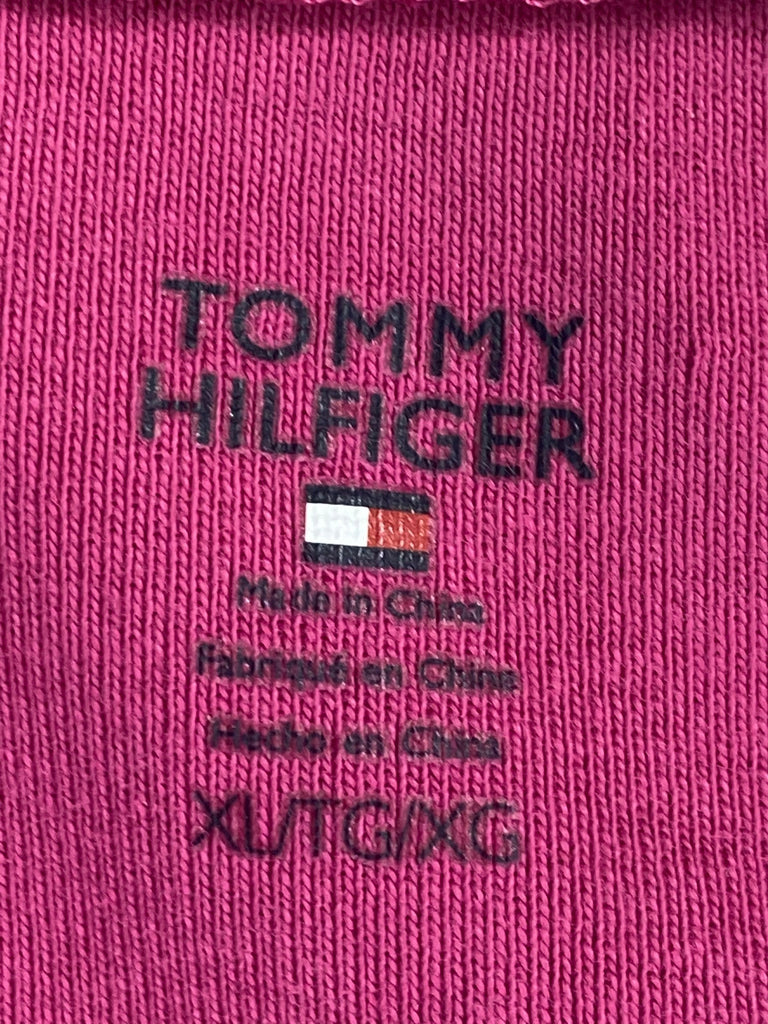 TOMMY
HILFIGER
Made in China
Fabriqué en Chine
Hecho en China
XL/TG/XG